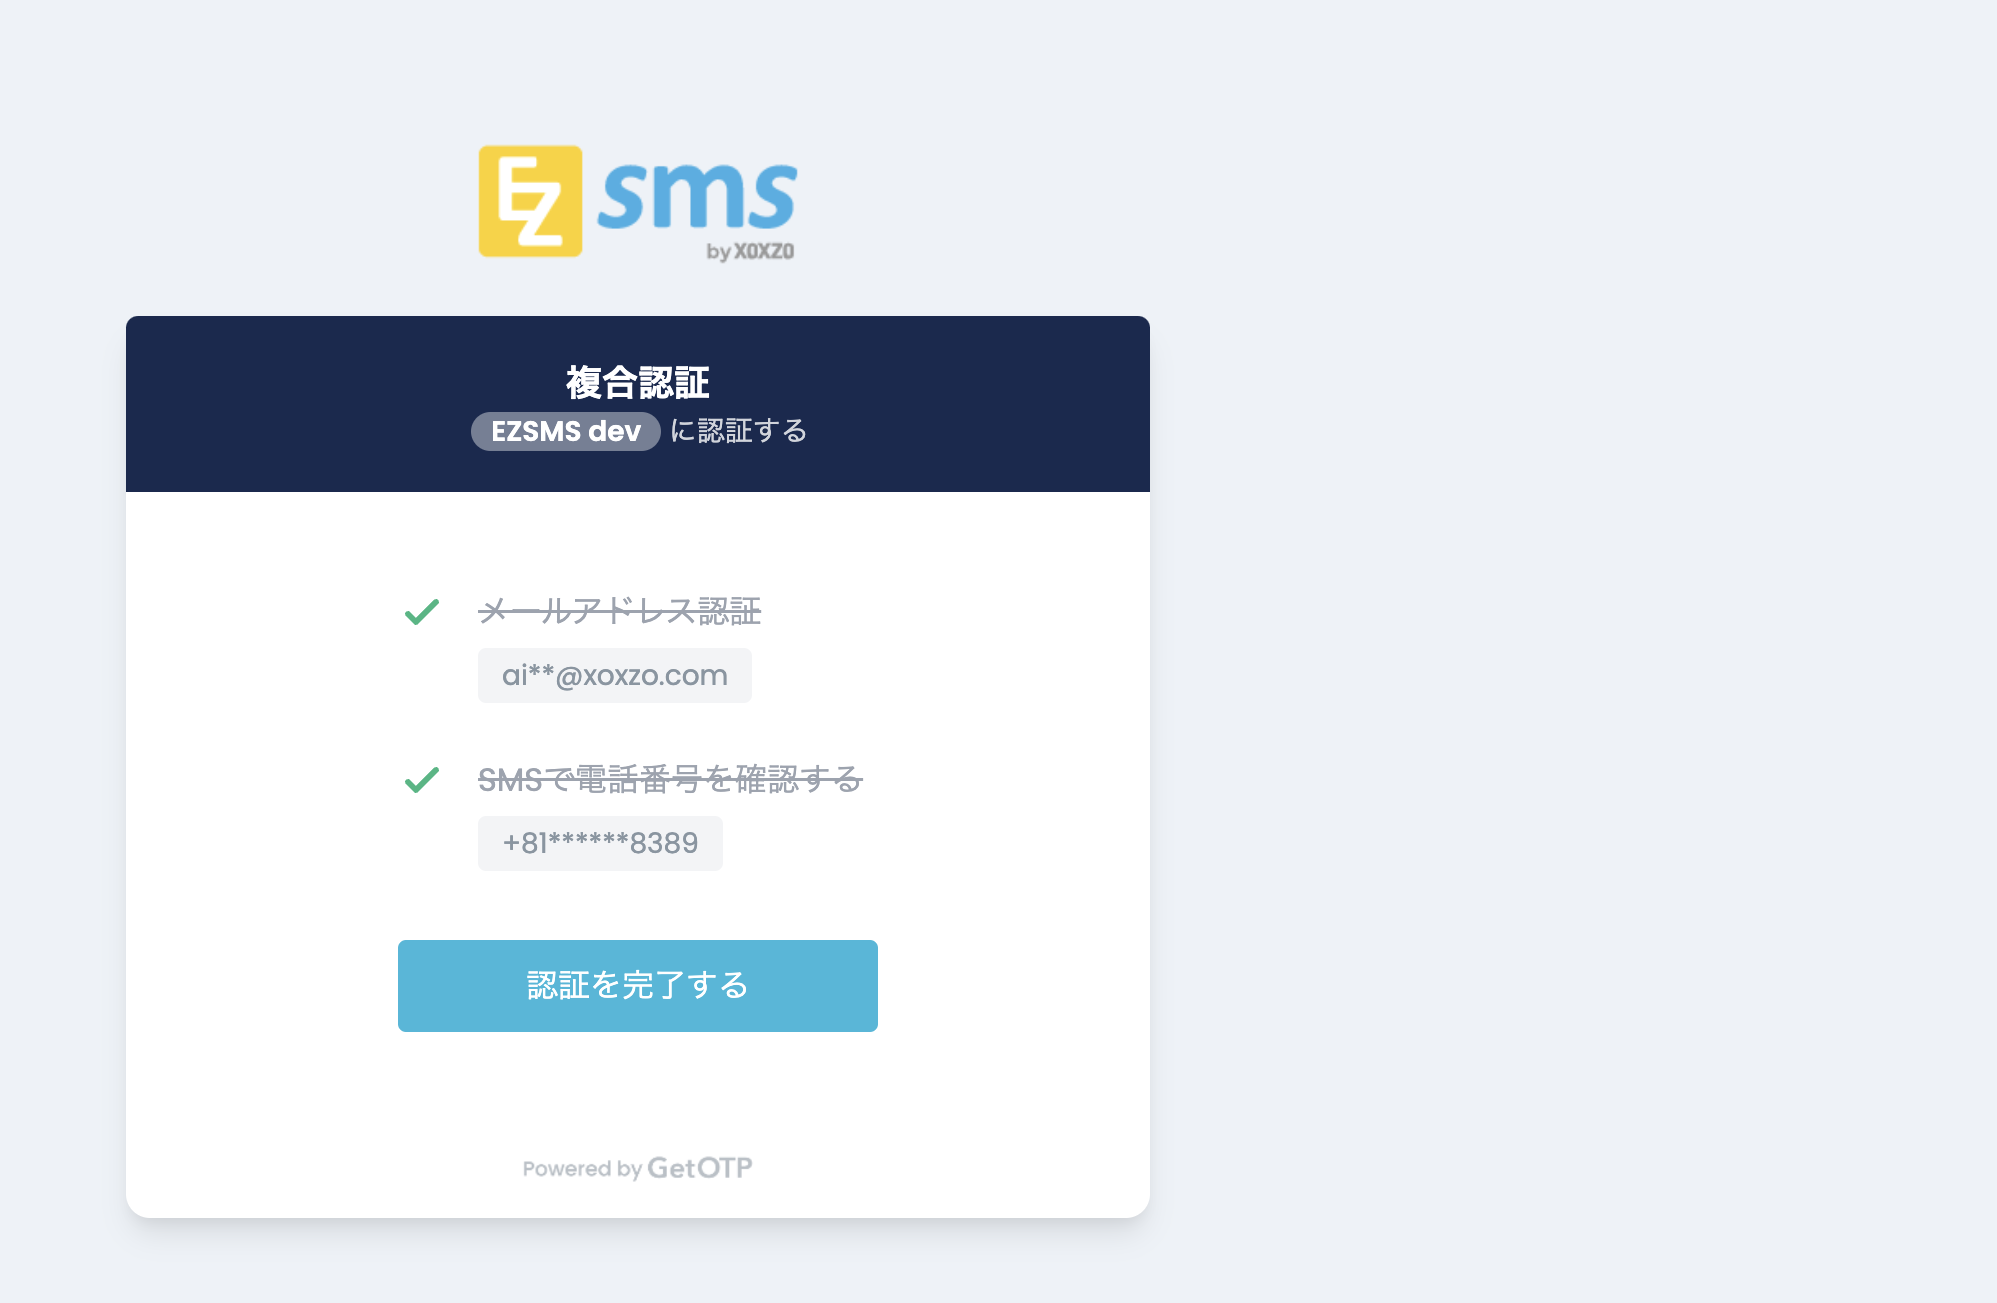 EZ sms
by XOXZO
複合認証
EZSMS dev に認証する
メールアドレス認証
ai**@xoxzo.com
SMSで電話番号を確認する
+81******8389
認証を完了する
Powered by GetOTP